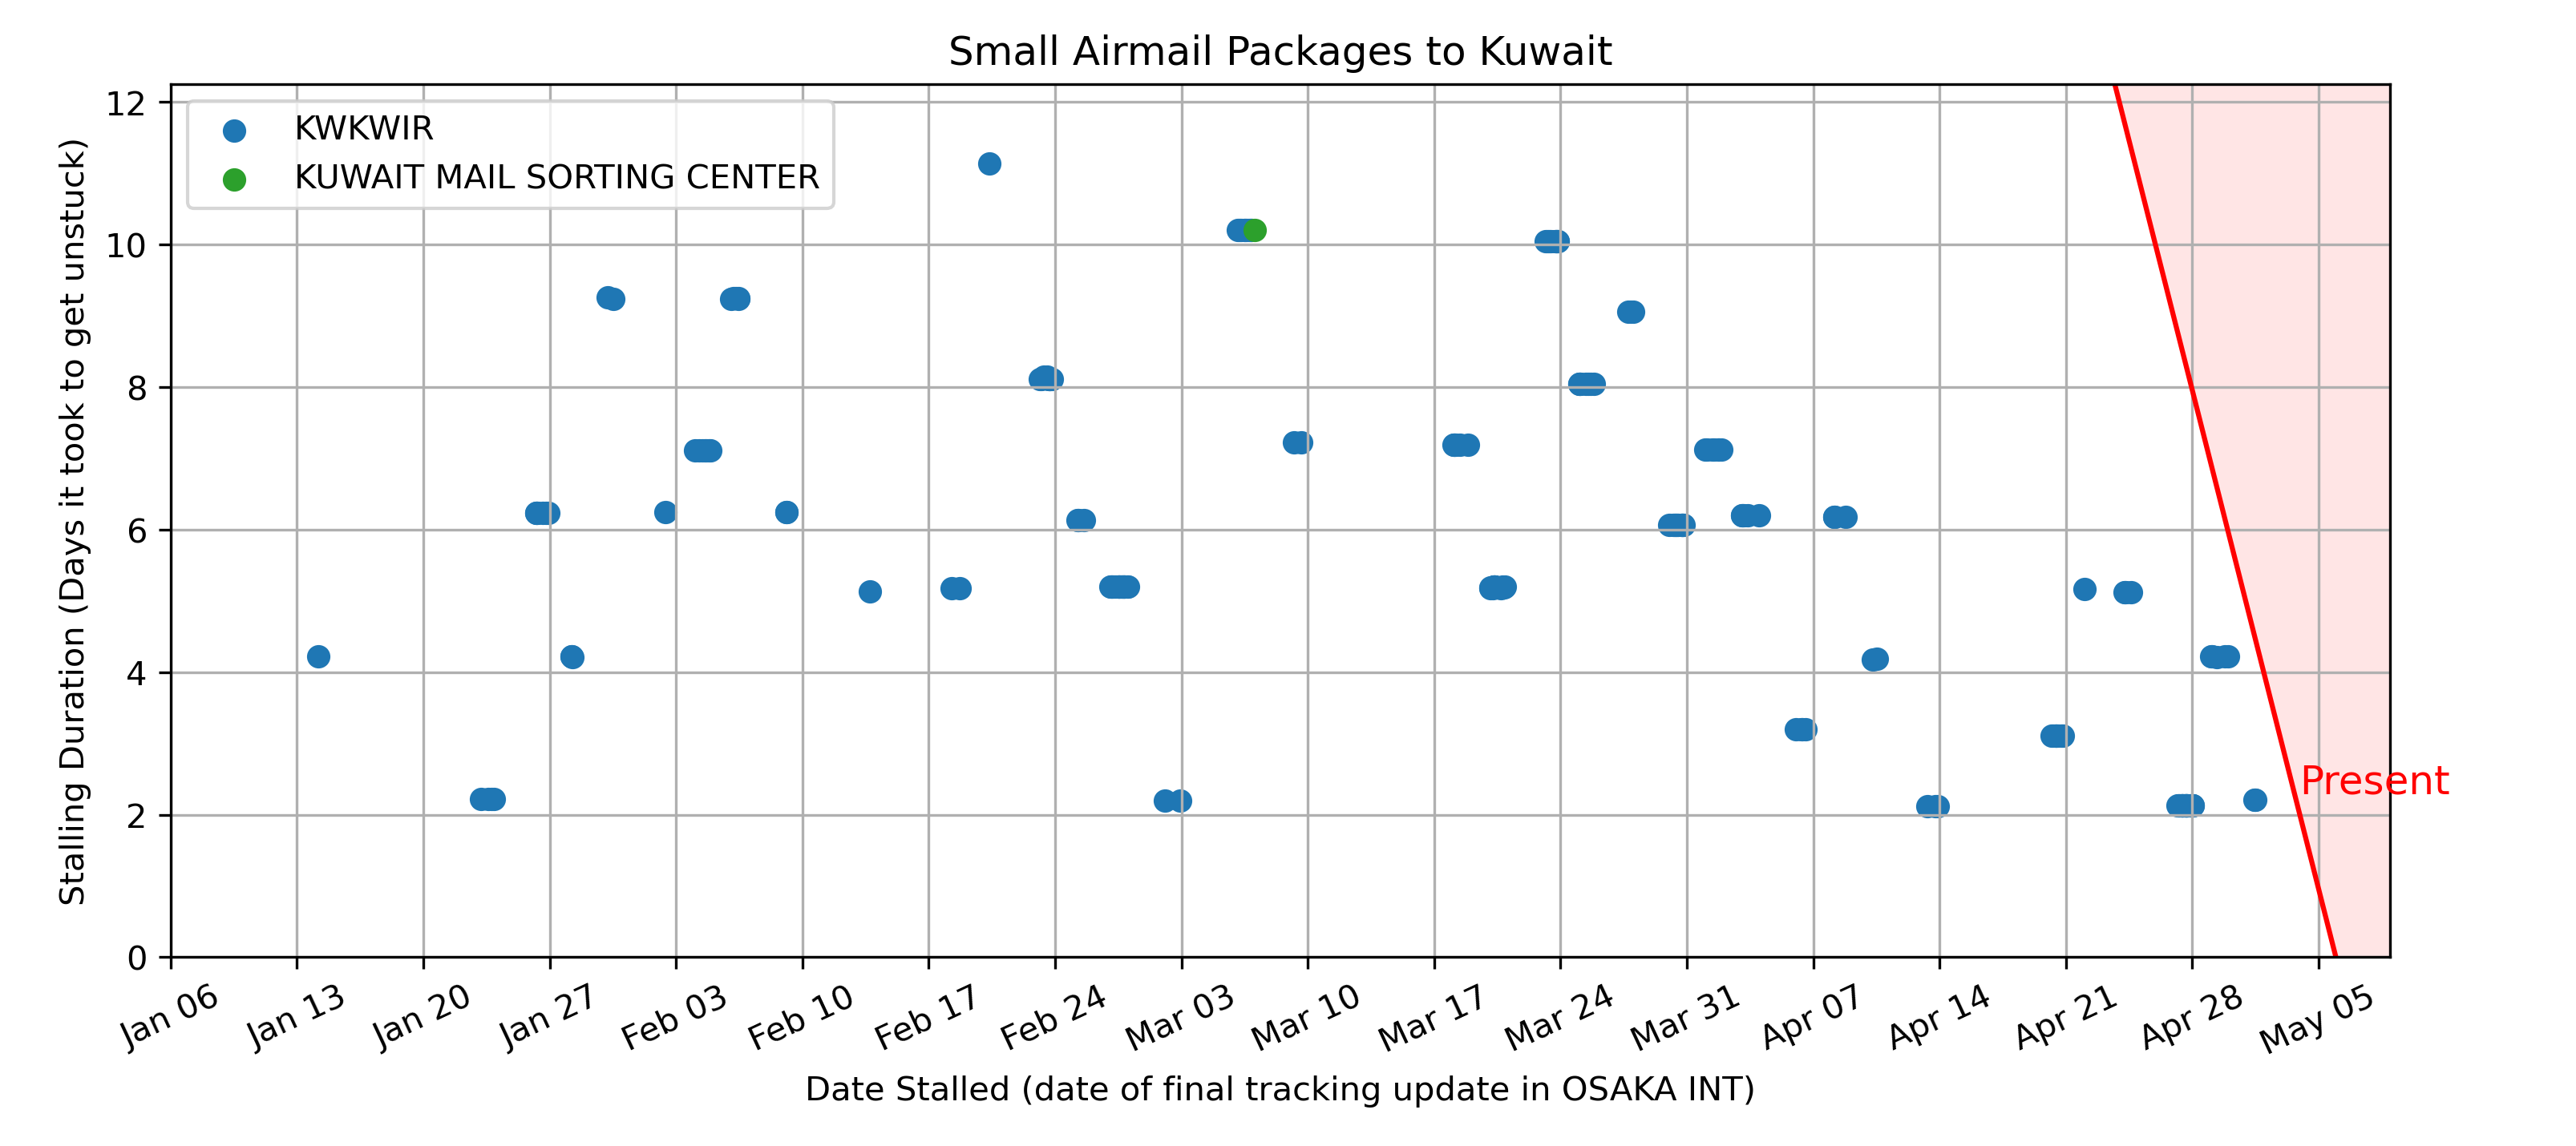 Small Airmail Packages to Kuwait
KWKWIR
KUWAIT MAIL SORTING CENTER
Stalling Duration (Days it took to get unstuck)
12
10
8
6
4
2
0
Present
Jan 06
Jan 13
Jan 20
Jan 27
Feb 03
Feb 10
Feb 17
Feb 24
Mar 03
Mar 10
Mar 17
Mar 24
Mar 31
Apr 07
Apr 14
Apr 21
Apr 28
May 05
Date Stalled (date of final tracking update in OSAKA INT)